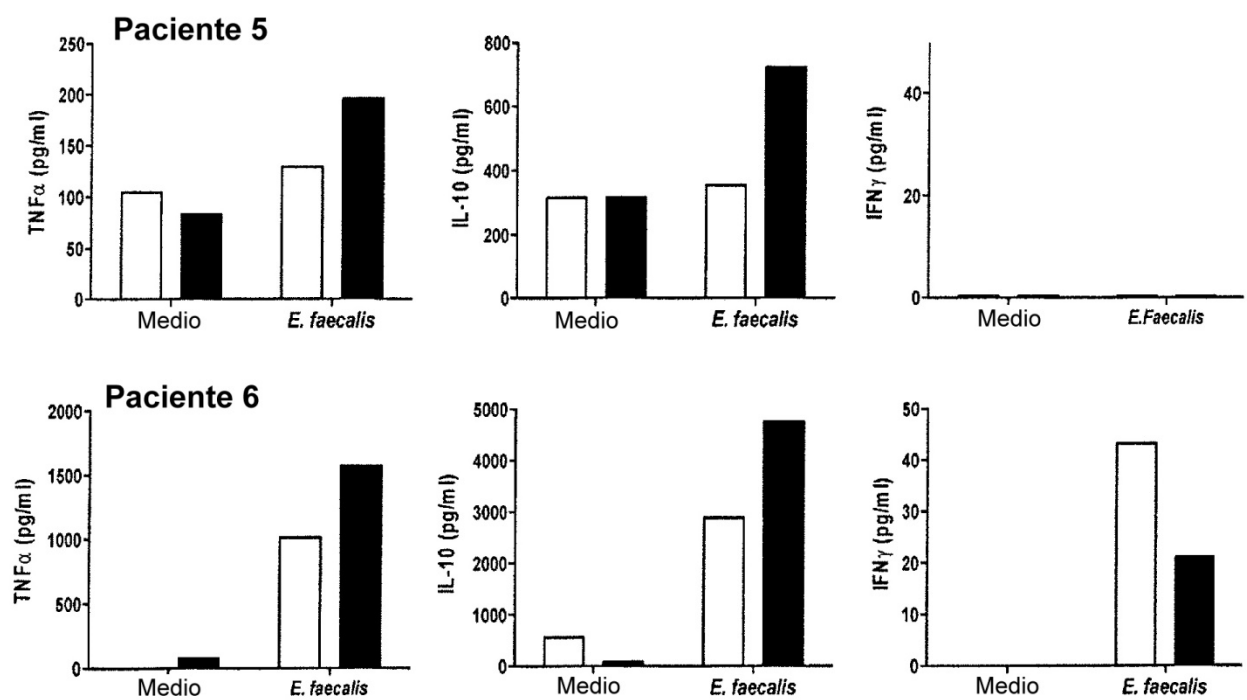 Paciente 5
TNFα (pg/ml)
250
200
150
100
50
0
Medio E. faecalis
IL-10 (pg/ml)
800
600
400
200
0
Medio E. faecalis
IFNγ (pg/ml)
40
20
0
Medio E.Faecalis
Paciente 6
TNFα (pg/ml)
2000
1500
1000
500
0
Medio E. faecalis
IL-10 (pg/ml)
5000
4000
3000
2000
1000
0
Medio E. faecalis
IFNγ (pg/ml)
50
40
30
20
10
0
Medio E. faecalis